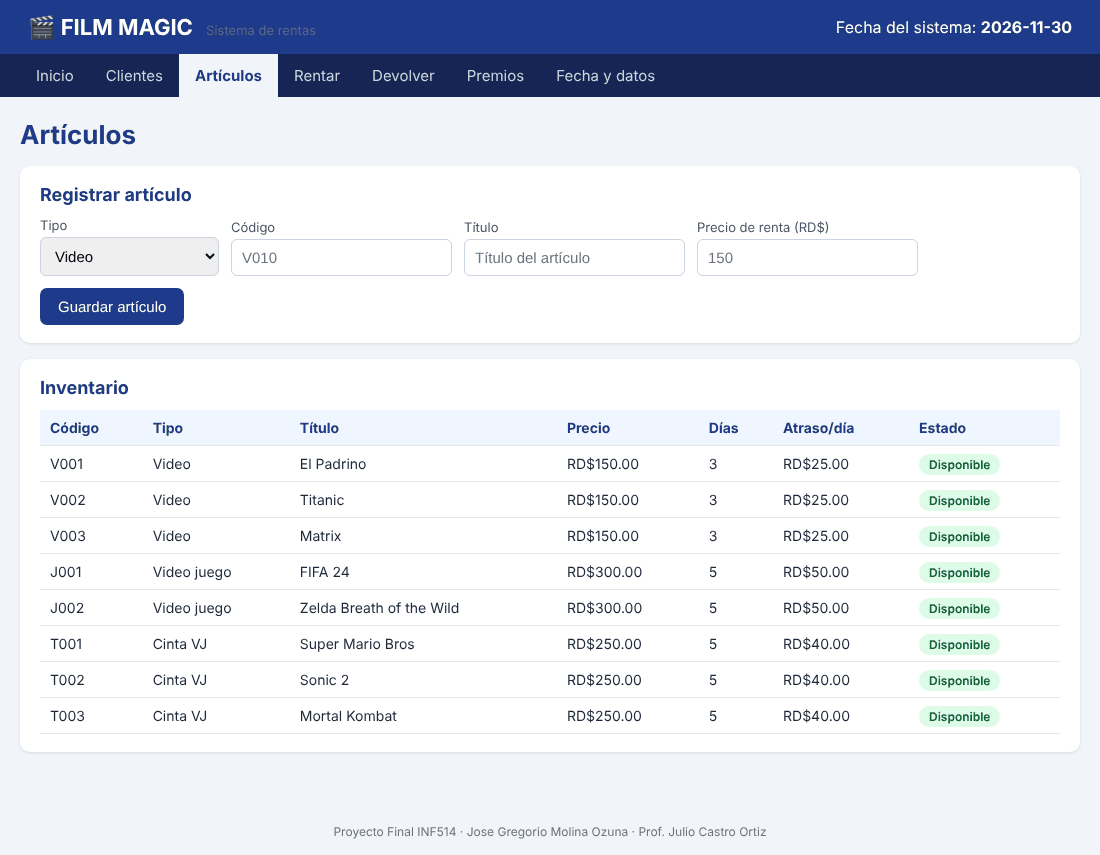 🎬 FILM MAGIC Sistema de rentas Fecha del sistema: 2026-11-30
Inicio Clientes Artículos Rentar Devolver Premios Fecha y datos
Artículos
Registrar artículo
Tipo Código Título Precio de renta (RD$)
Video V010 Título del artículo 150
Guardar artículo
Inventario
Código Tipo Título Precio Días Atraso/día Estado
V001 Video El Padrino RD$150.00 3 RD$25.00 Disponible
V002 Video Titanic RD$150.00 3 RD$25.00 Disponible
V003 Video Matrix RD$150.00 3 RD$25.00 Disponible
J001 Video juego FIFA 24 RD$300.00 5 RD$50.00 Disponible
J002 Video juego Zelda Breath of the Wild RD$300.00 5 RD$50.00 Disponible
T001 Cinta VJ Super Mario Bros RD$250.00 5 RD$40.00 Disponible
T002 Cinta VJ Sonic 2 RD$250.00 5 RD$40.00 Disponible
T003 Cinta VJ Mortal Kombat RD$250.00 5 RD$40.00 Disponible
Proyecto Final INF514 · Jose Gregorio Molina Ozuna · Prof. Julio Castro Ortiz